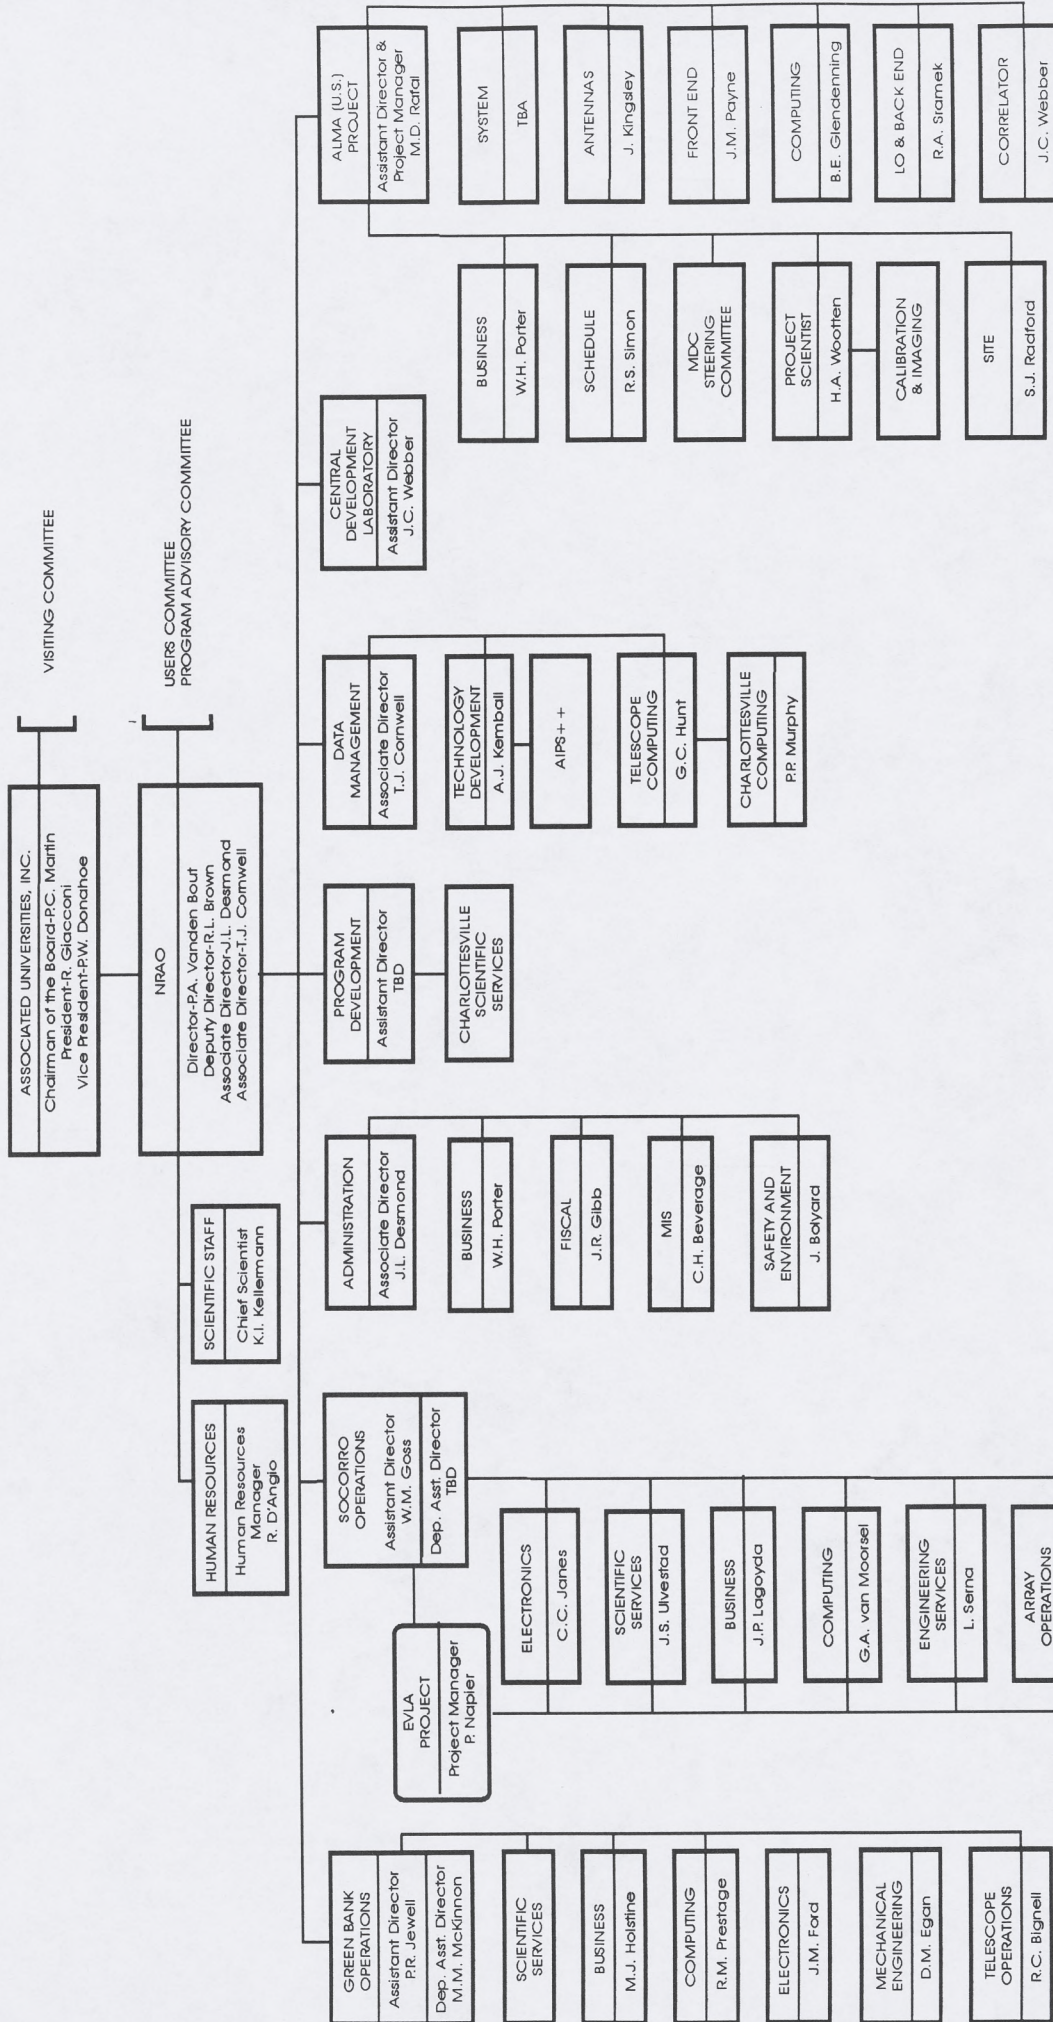 ASSOCIATED UNIVERSITIES, INC.
Chairman of the Board-P.C. Martin
President-R. Giacconi
Vice President-P.W. Donahoe
VISITING COMMITTEE
NRAO
Director-P.A. Vanden Bout
Deputy Director-R.L. Brown
Associate Director-J.L. Desmond
Associate Director-T.J. Cornwell
USERS COMMITTEE
PROGRAM ADVISORY COMMITTEE
HUMAN RESOURCES
Human Resources
Manager
R. D'Angio
SCIENTIFIC STAFF
Chief Scientist
K.I. Kellermann
GREEN BANK
OPERATIONS
Assistant Director
P.R. Jewell
Dep. Asst. Director
M.M. McKinnon
SCIENTIFIC
SERVICES
BUSINESS
M.J. Holstine
COMPUTING
R.M. Prestage
ELECTRONICS
J.M. Ford
MECHANICAL
ENGINEERING
D.M. Egan
TELESCOPE
OPERATIONS
R.C. Bignell
SOCORRO
OPERATIONS
Assistant Director
W.M. Goss
Dep. Asst. Director
TBD
EVLA
PROJECT
Project Manager
P. Napier
ELECTRONICS
C.C. Janes
SCIENTIFIC
SERVICES
J.S. Ulvestad
BUSINESS
J.P. Lagoyda
COMPUTING
G.A. van Moorsel
ENGINEERING
SERVICES
L. Serna
ARRAY
OPERATIONS
ADMINISTRATION
Associate Director
J.L. Desmond
BUSINESS
W.H. Porter
FISCAL
J.R. Gibb
MIS
C.H. Beverage
SAFETY AND
ENVIRONMENT
J. Bolyard
PROGRAM
DEVELOPMENT
Assistant Director
TBD
CHARLOTTESVILLE
SCIENTIFIC
SERVICES
DATA
MANAGEMENT
Associate Director
T.J. Cornwell
TECHNOLOGY
DEVELOPMENT
A.J. Kemball
AIPS++
TELESCOPE
COMPUTING
G.C. Hunt
CHARLOTTESVILLE
COMPUTING
P.P. Murphy
CENTRAL
DEVELOPMENT
LABORATORY
Assistant Director
J.C. Webber
ALMA (U.S.)
PROJECT
Assistant Director &
Project Manager
M.D. Rafal
BUSINESS
W.H. Porter
SCHEDULE
R.S. Simon
MDC
STEERING
COMMITTEE
PROJECT
SCIENTIST
H.A. Wootten
CALIBRATION
& IMAGING
SITE
S.J. Radford
SYSTEM
TBA
ANTENNAS
J. Kingsley
FRONT END
J.M. Payne
COMPUTING
B.E. Glendenning
LO & BACK END
R.A. Sramek
CORRELATOR
J.C. Webber